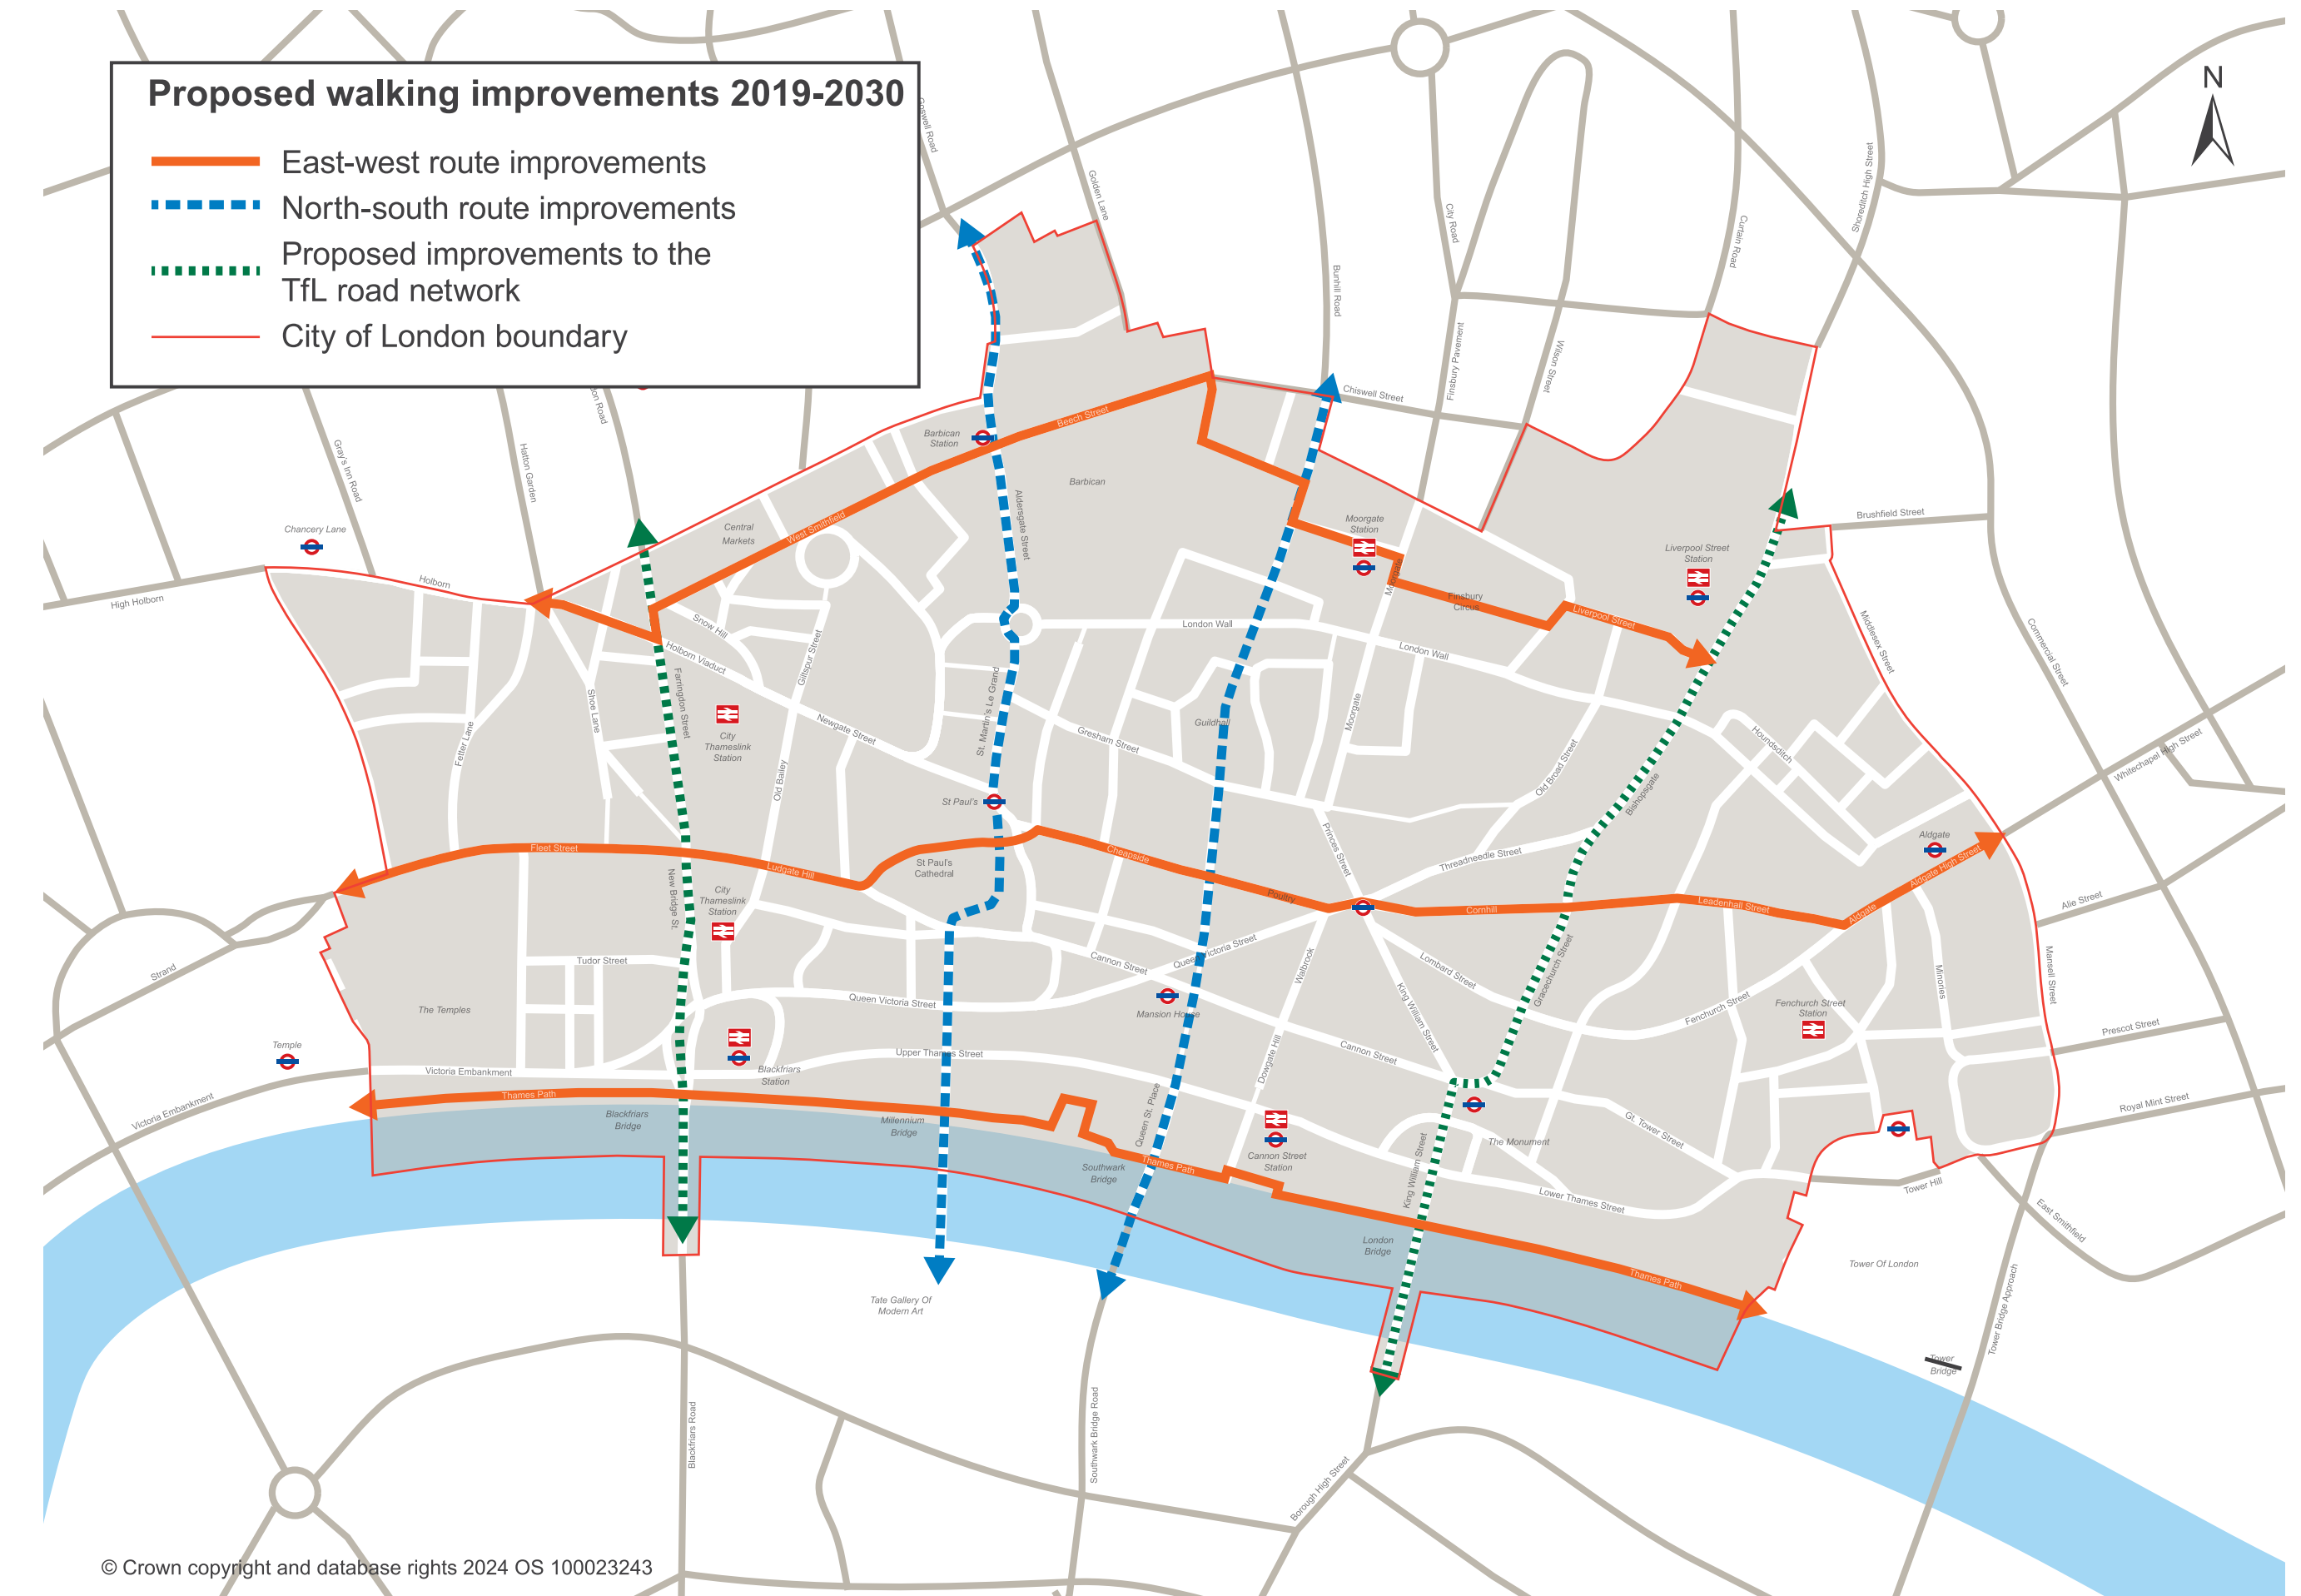 Proposed walking improvements 2019-2030
East-west route improvements
North-south route improvements
Proposed improvements to the
TfL road network
City of London boundary
N
Goswell Road
Golden Lane
Bunhill Road
City Road
Finsbury Pavement
Wilson Street
Curtain Road
Shoreditch High Street
Chiswell Street
Gray's Inn Road
Hatton Garden
don Road
Barbican
Station
Beech Street
Barbican
Aldersgate Street
Central
Markets
West Smithfield
Chancery Lane
High Holborn
Holborn
Moorgate
Station
Liverpool Street
Station
Brushfield Street
Moorgate
Finsbury
Circus
Liverpool Street
Middlesex Street
Commercial Street
Snow Hill
Holborn Viaduct
Giltspur Street
London Wall
London Wall
Farringdon Street
Shoe Lane
Fetter Lane
City
Thameslink
Station
Newgate Street
Old Bailey
St. Martin's Le Grand
Gresham Street
Guildhall
Moorgate
Old Broad Street
Bishopsgate
Houndsditch
Whitechapel High Street
St Paul's
Princes Street
Threadneedle Street
Aldgate
Aldgate High Street
Fleet Street
Ludgate Hill
St Paul's
Cathedral
Cheapside
Poultry
Cornhill
Leadenhall Street
Aldgate
Alie Street
New Bridge St.
City
Thameslink
Station
Strand
Tudor Street
The Temples
Queen Victoria Street
Cannon Street
Queen Victoria Street
Mansion House
Walbrook
Lombard Street
King William Street
Gracechurch Street
Fenchurch Street
Fenchurch Street
Station
Minories
Mansell Street
Prescot Street
Temple
Victoria Embankment
Victoria Embankment
Blackfriars
Station
Upper Thames Street
Dowgate Hill
Cannon Street
Royal Mint Street
Thames Path
Blackfriars
Bridge
Millennium
Bridge
Queen St. Place
Southwark
Bridge
Thames Path
Cannon Street
Station
King William Street
The Monument
Gt. Tower Street
Lower Thames Street
Tower Hill
East Smithfield
London
Bridge
Thames Path
Tower Of London
Tate Gallery Of
Modern Art
Tower Bridge Approach
Tower
Bridge
Blackfriars Road
Southwark Bridge Road
Borough High Street
© Crown copyright and database rights 2024 OS 100023243